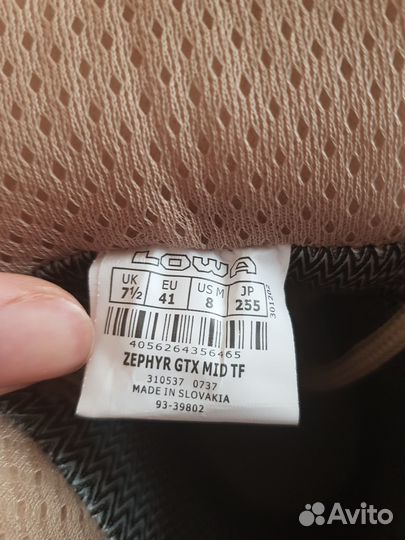 LOWA
UK EU US M JP
7½ 41 8 255
301202
4056264356465
ZEPHYR GTX MID TF
310537 0737
MADE IN SLOVAKIA
93-39802
Avito